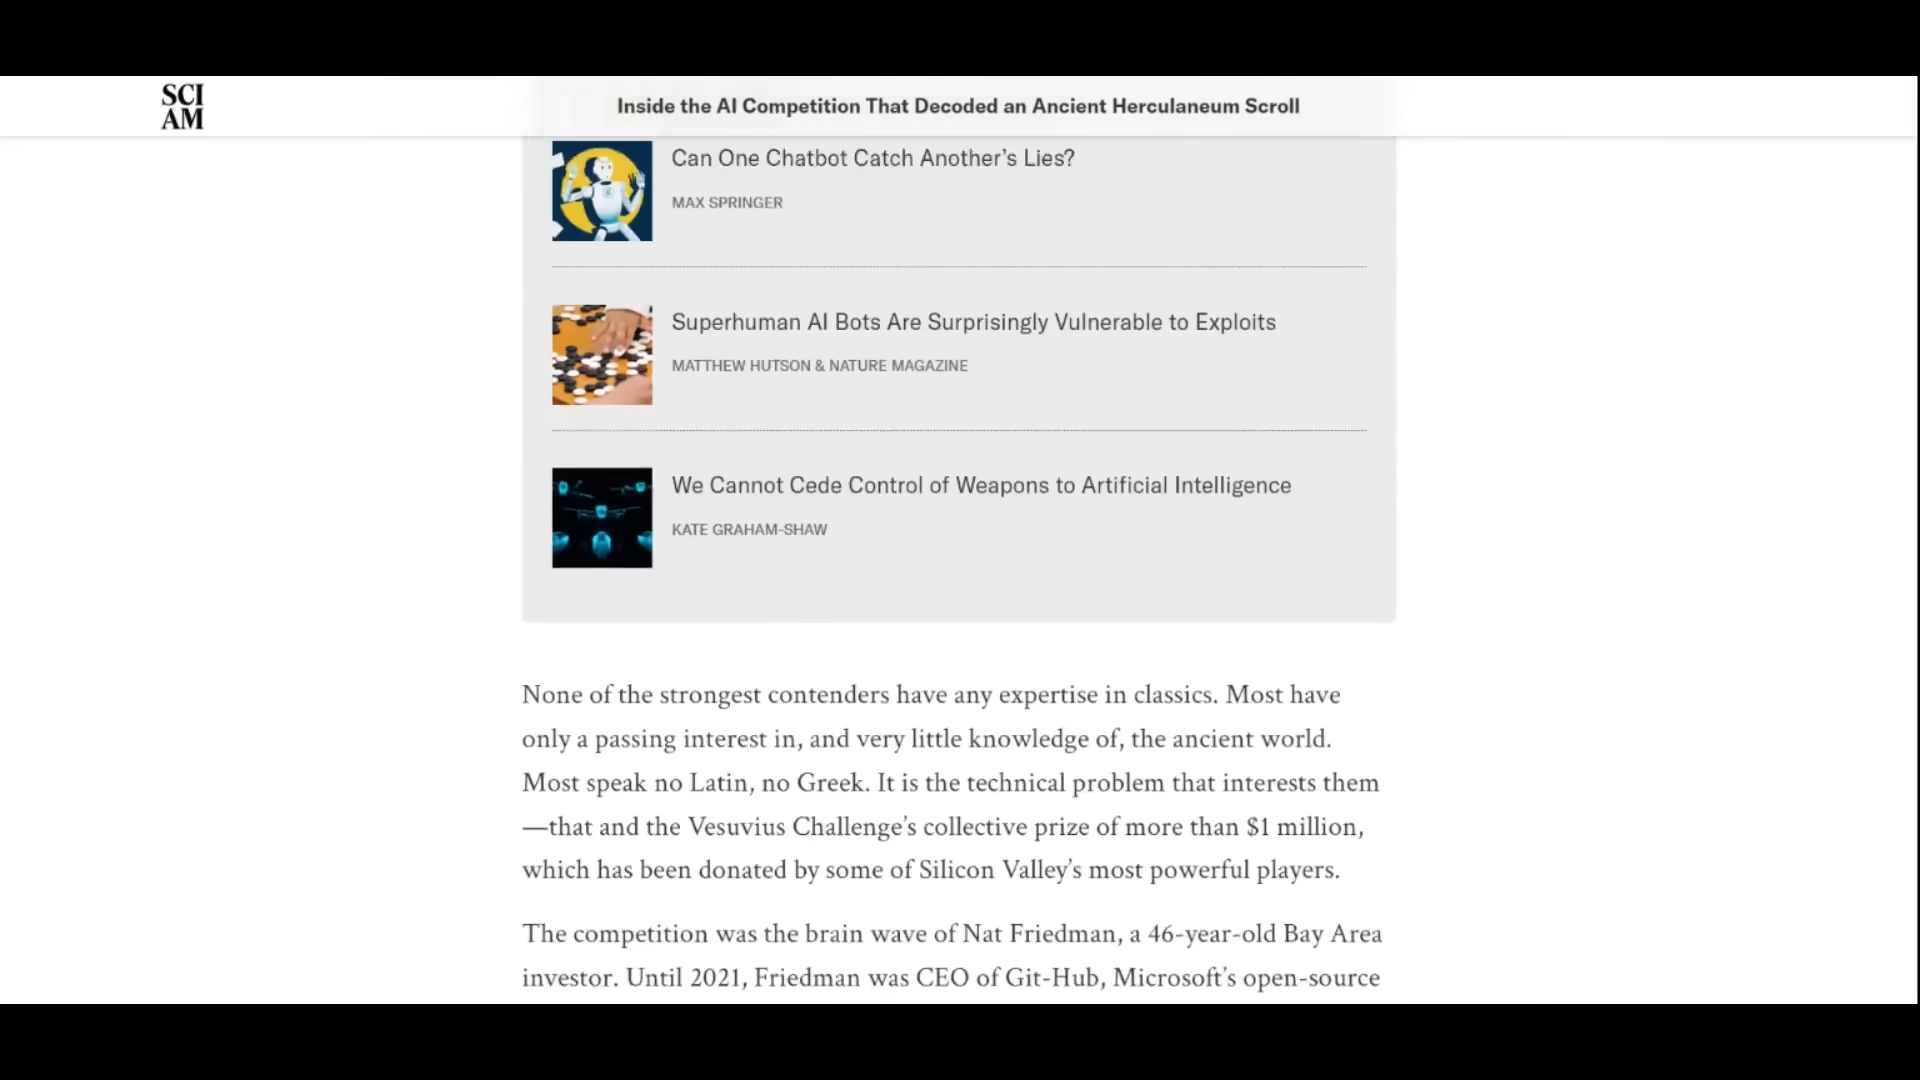 SCI
AM
Inside the AI Competition That Decoded an Ancient Herculaneum Scroll
Can One Chatbot Catch Another’s Lies?
MAX SPRINGER
Superhuman AI Bots Are Surprisingly Vulnerable to Exploits
MATTHEW HUTSON & NATURE MAGAZINE
We Cannot Cede Control of Weapons to Artificial Intelligence
KATE GRAHAM-SHAW
None of the strongest contenders have any expertise in classics. Most have
only a passing interest in, and very little knowledge of, the ancient world.
Most speak no Latin, no Greek. It is the technical problem that interests them
—that and the Vesuvius Challenge’s collective prize of more than $1 million,
which has been donated by some of Silicon Valley’s most powerful players.
The competition was the brain wave of Nat Friedman, a 46-year-old Bay Area
investor. Until 2021, Friedman was CEO of Git-Hub, Microsoft’s open-source